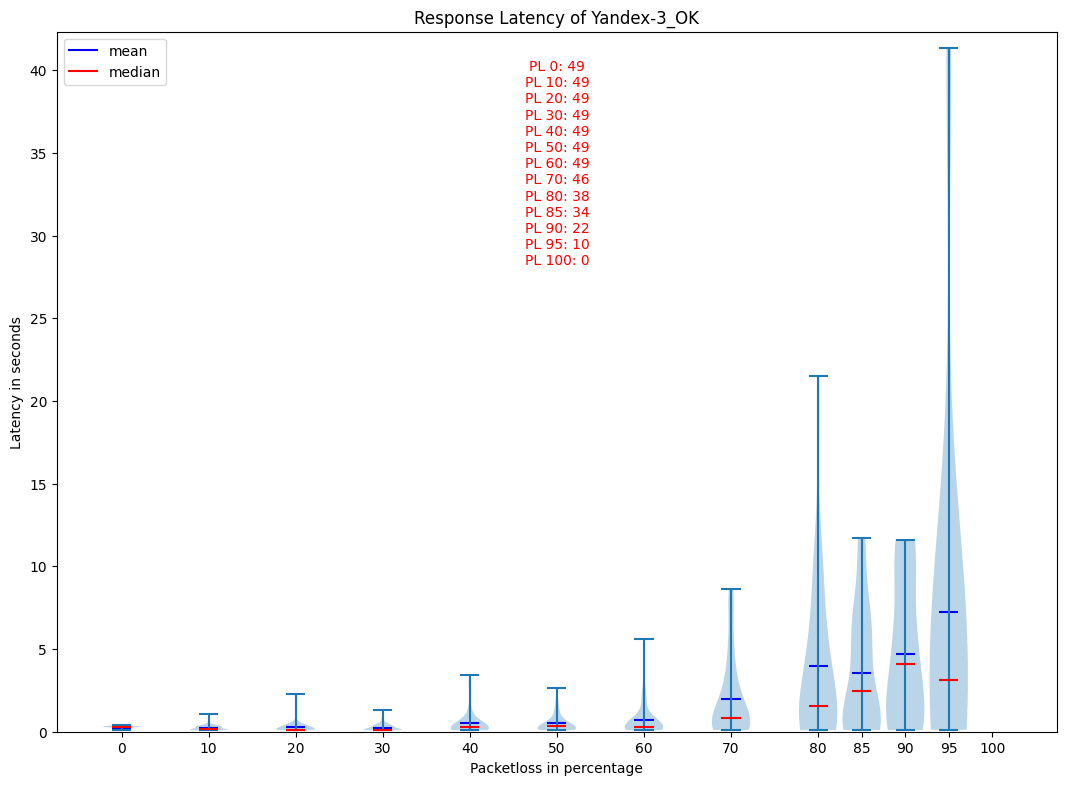 Response Latency of Yandex-3_OK
mean
median
PL 0: 49
PL 10: 49
PL 20: 49
PL 30: 49
PL 40: 49
PL 50: 49
PL 60: 49
PL 70: 46
PL 80: 38
PL 85: 34
PL 90: 22
PL 95: 10
PL 100: 0
Latency in seconds
40
35
30
25
20
15
10
5
0
0 10 20 30 40 50 60 70 80 85 90 95 100
Packetloss in percentage